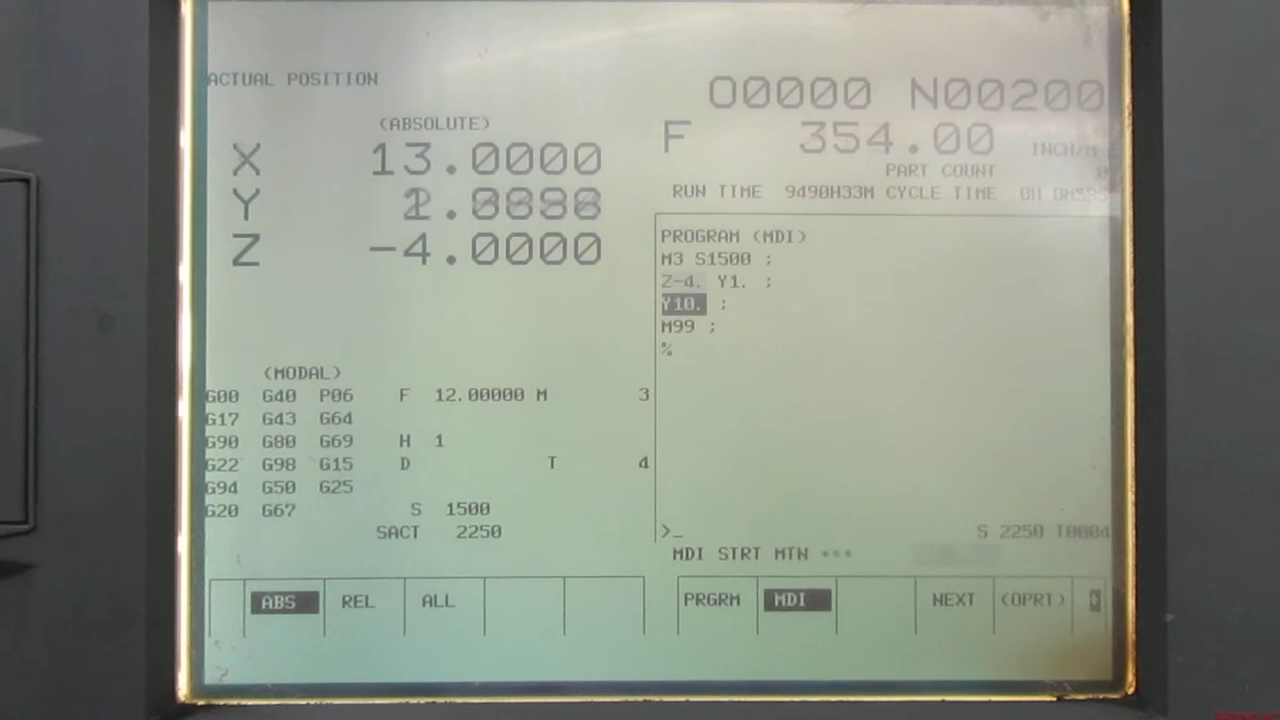 ACTUAL POSITION
O0000 N00200
(ABSOLUTE)
F 354.00 INCH/M
X 13.0000
PART COUNT
RUN TIME 9490H33M CYCLE TIME
Y
Z -4.0000
PROGRAM (MDI)
M3 S1500 ;
Z-4. Y1. ;
Y10. ;
M99 ;
%
(MODAL)
G00 G40 P06 F 12.00000 M 3
G17 G43 G64
G90 G80 G69 H 1
G22 G98 G15 D T 4
G94 G50 G25
G20 G67 S 1500
SACT 2250
>_ S 2250 T0004
MDI STRT MTN ***
ABS REL ALL
PRGRM MDI NEXT (OPRT)